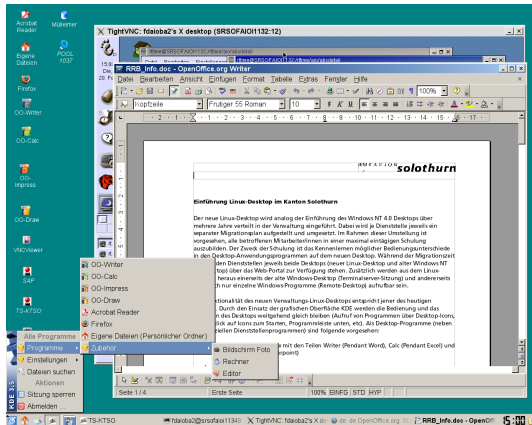 Acrobat
Reader
Mülleimer
Eigene
Dateien
POOL
1037
Firefox
OO-Writer
OO-Calc
OO-
Impress
OO-Draw
VNCViewer
SAP
TS-KTSO
TightVNC: fdaioba2's X desktop (SRSOFAIOI1132:12)
RRB_Info.doc - OpenOffice.org Writer
Datei Bearbeiten Ansicht Einfügen Format Tabelle Extras Fenster Hilfe
100%
Kopfzeile
Frutiger 55 Roman
10
F K U
solothurn
Einführung Linux-Desktop im Kanton Solothurn
Der neue Linux-Desktop wird analog der Einführung des Windows NT 4.0 Desktops über
mehrere Jahre verteilt in der Verwaltung eingeführt. Dabei wird je Dienststelle jeweils ein
separater Migrationsplan aufgestellt und umgesetzt. Im Rahmen dieser Umstellung ist
vorgesehen, alle betroffenen Mitarbeiterinnen in einer maximal eintägigen Schulung
auszubilden. Der Zweck der Schulung ist das Kennenlernen möglicher Bedienungsunterschiede
in den Desktop-Anwendungsprogrammen auf dem neuen Desktop. Während der Migrationszeit
den Dienststellen jeweils beide Desktops (neuer Linux-Desktop und alter Windows NT
top) über das Web-Portal zur Verfügung stehen. Zusätzlich werden aus dem Linux-
heraus einerseits der alte Windows-Desktop (Terminalserver-Sitzung) und andererseits
ch nur einzelne Windows-Programme (Remote-Desktop) aufrufbar sein.
ktionalität des neuen Verwaltungs-Linux-Desktops entspricht jener des heutigen
. Durch den Einsatz der grafischen Oberfläche KDE werden die Bedienung und das
n des Desktops weitgehend gleich bleiben (Aufruf von Programmen über Desktop-Icons,
lick auf Icons zum Starten, Programmleiste unten, etc). Als Desktop-Programme (neben
ziellen Dienststellenprogrammen) sind folgende vorgesehen:
mit den Teilen Writer (Pendant Word), Calc (Pendant Excel) und
erpoint)
OO-Writer
OO-Calc
OO-Impress
OO-Draw
Acrobat Reader
Firefox
Eigene Dateien (Persönlicher Ordner)
Zubehör
Bildschirm Foto
Rechner
Editor
Alle Programme
Programme
Einstellungen
Dateien suchen
Aktionen
Sitzung sperren
Abmelden ...
KDE 3.5
Seite 1 / 4
Erste Seite
100% EINFG STD HYP
TS-KTSO
fdaioba2@srsofaioi11349
TightVNC: fdaioba2's X de
RRB_Info.doc - OpenOff
15:09